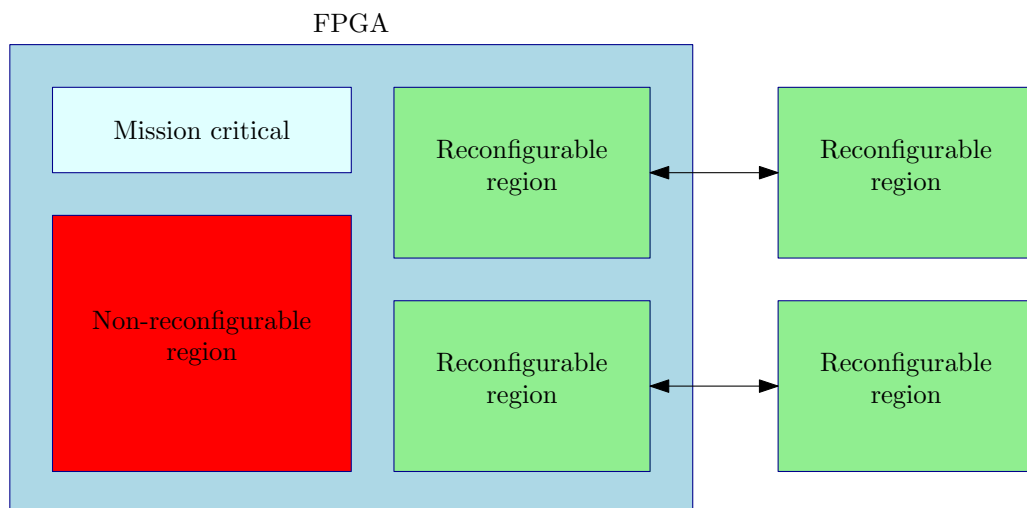 FPGA
Mission critical
Non-reconfigurable
region
Reconfigurable
region
Reconfigurable
region
Reconfigurable
region
Reconfigurable
region